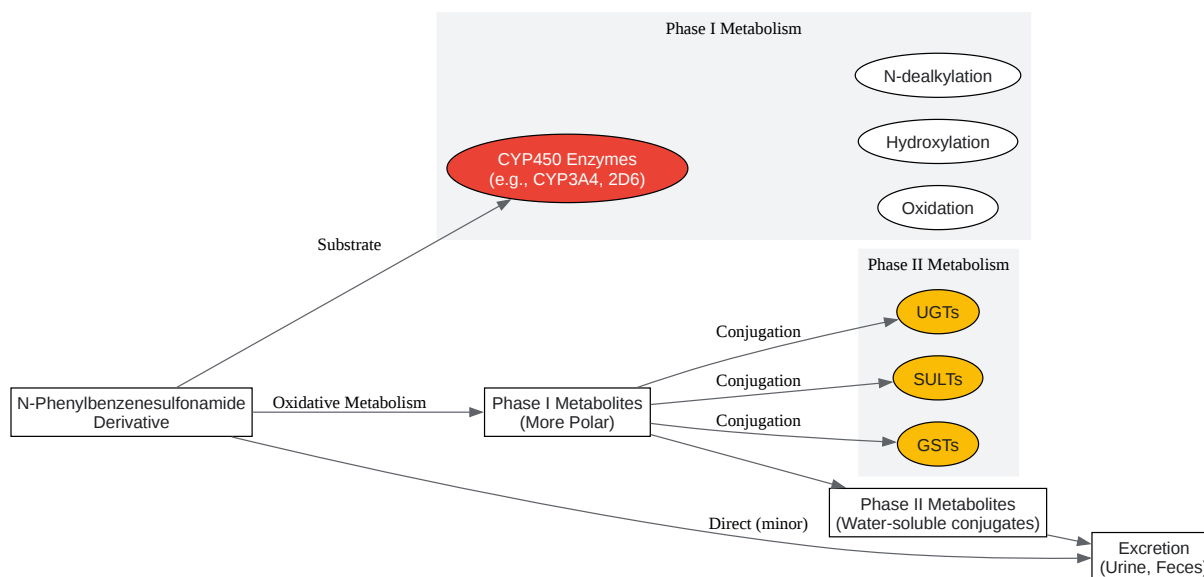 Phase I Metabolism
N-dealkylation
Hydroxylation
CYP450 Enzymes
(e.g., CYP3A4, 2D6)
Oxidation
Substrate
Phase II Metabolism
UGTs
Conjugation
SULTs
Conjugation
N-Phenylbenzenesulfonamide
Derivative
Oxidative Metabolism
Phase I Metabolites
(More Polar)
Conjugation
GSTs
Phase II Metabolites
(Water-soluble conjugates)
Direct (minor)
Excretion
(Urine, Feces)